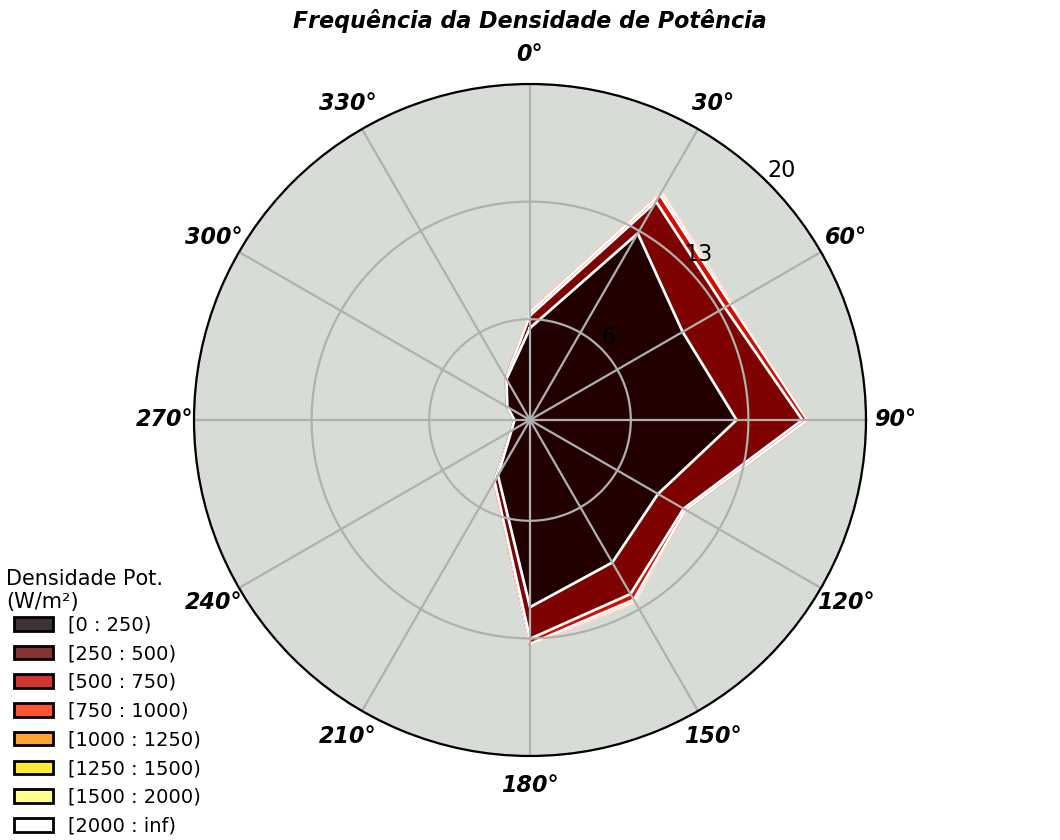 Frequência da Densidade de Potência
0°
330°
30°
20
300°
60°
13
6
270°
90°
240°
120°
210°
150°
180°
Densidade Pot.
(W/m²)
[0 : 250)
[250 : 500)
[500 : 750)
[750 : 1000)
[1000 : 1250)
[1250 : 1500)
[1500 : 2000)
[2000 : inf)